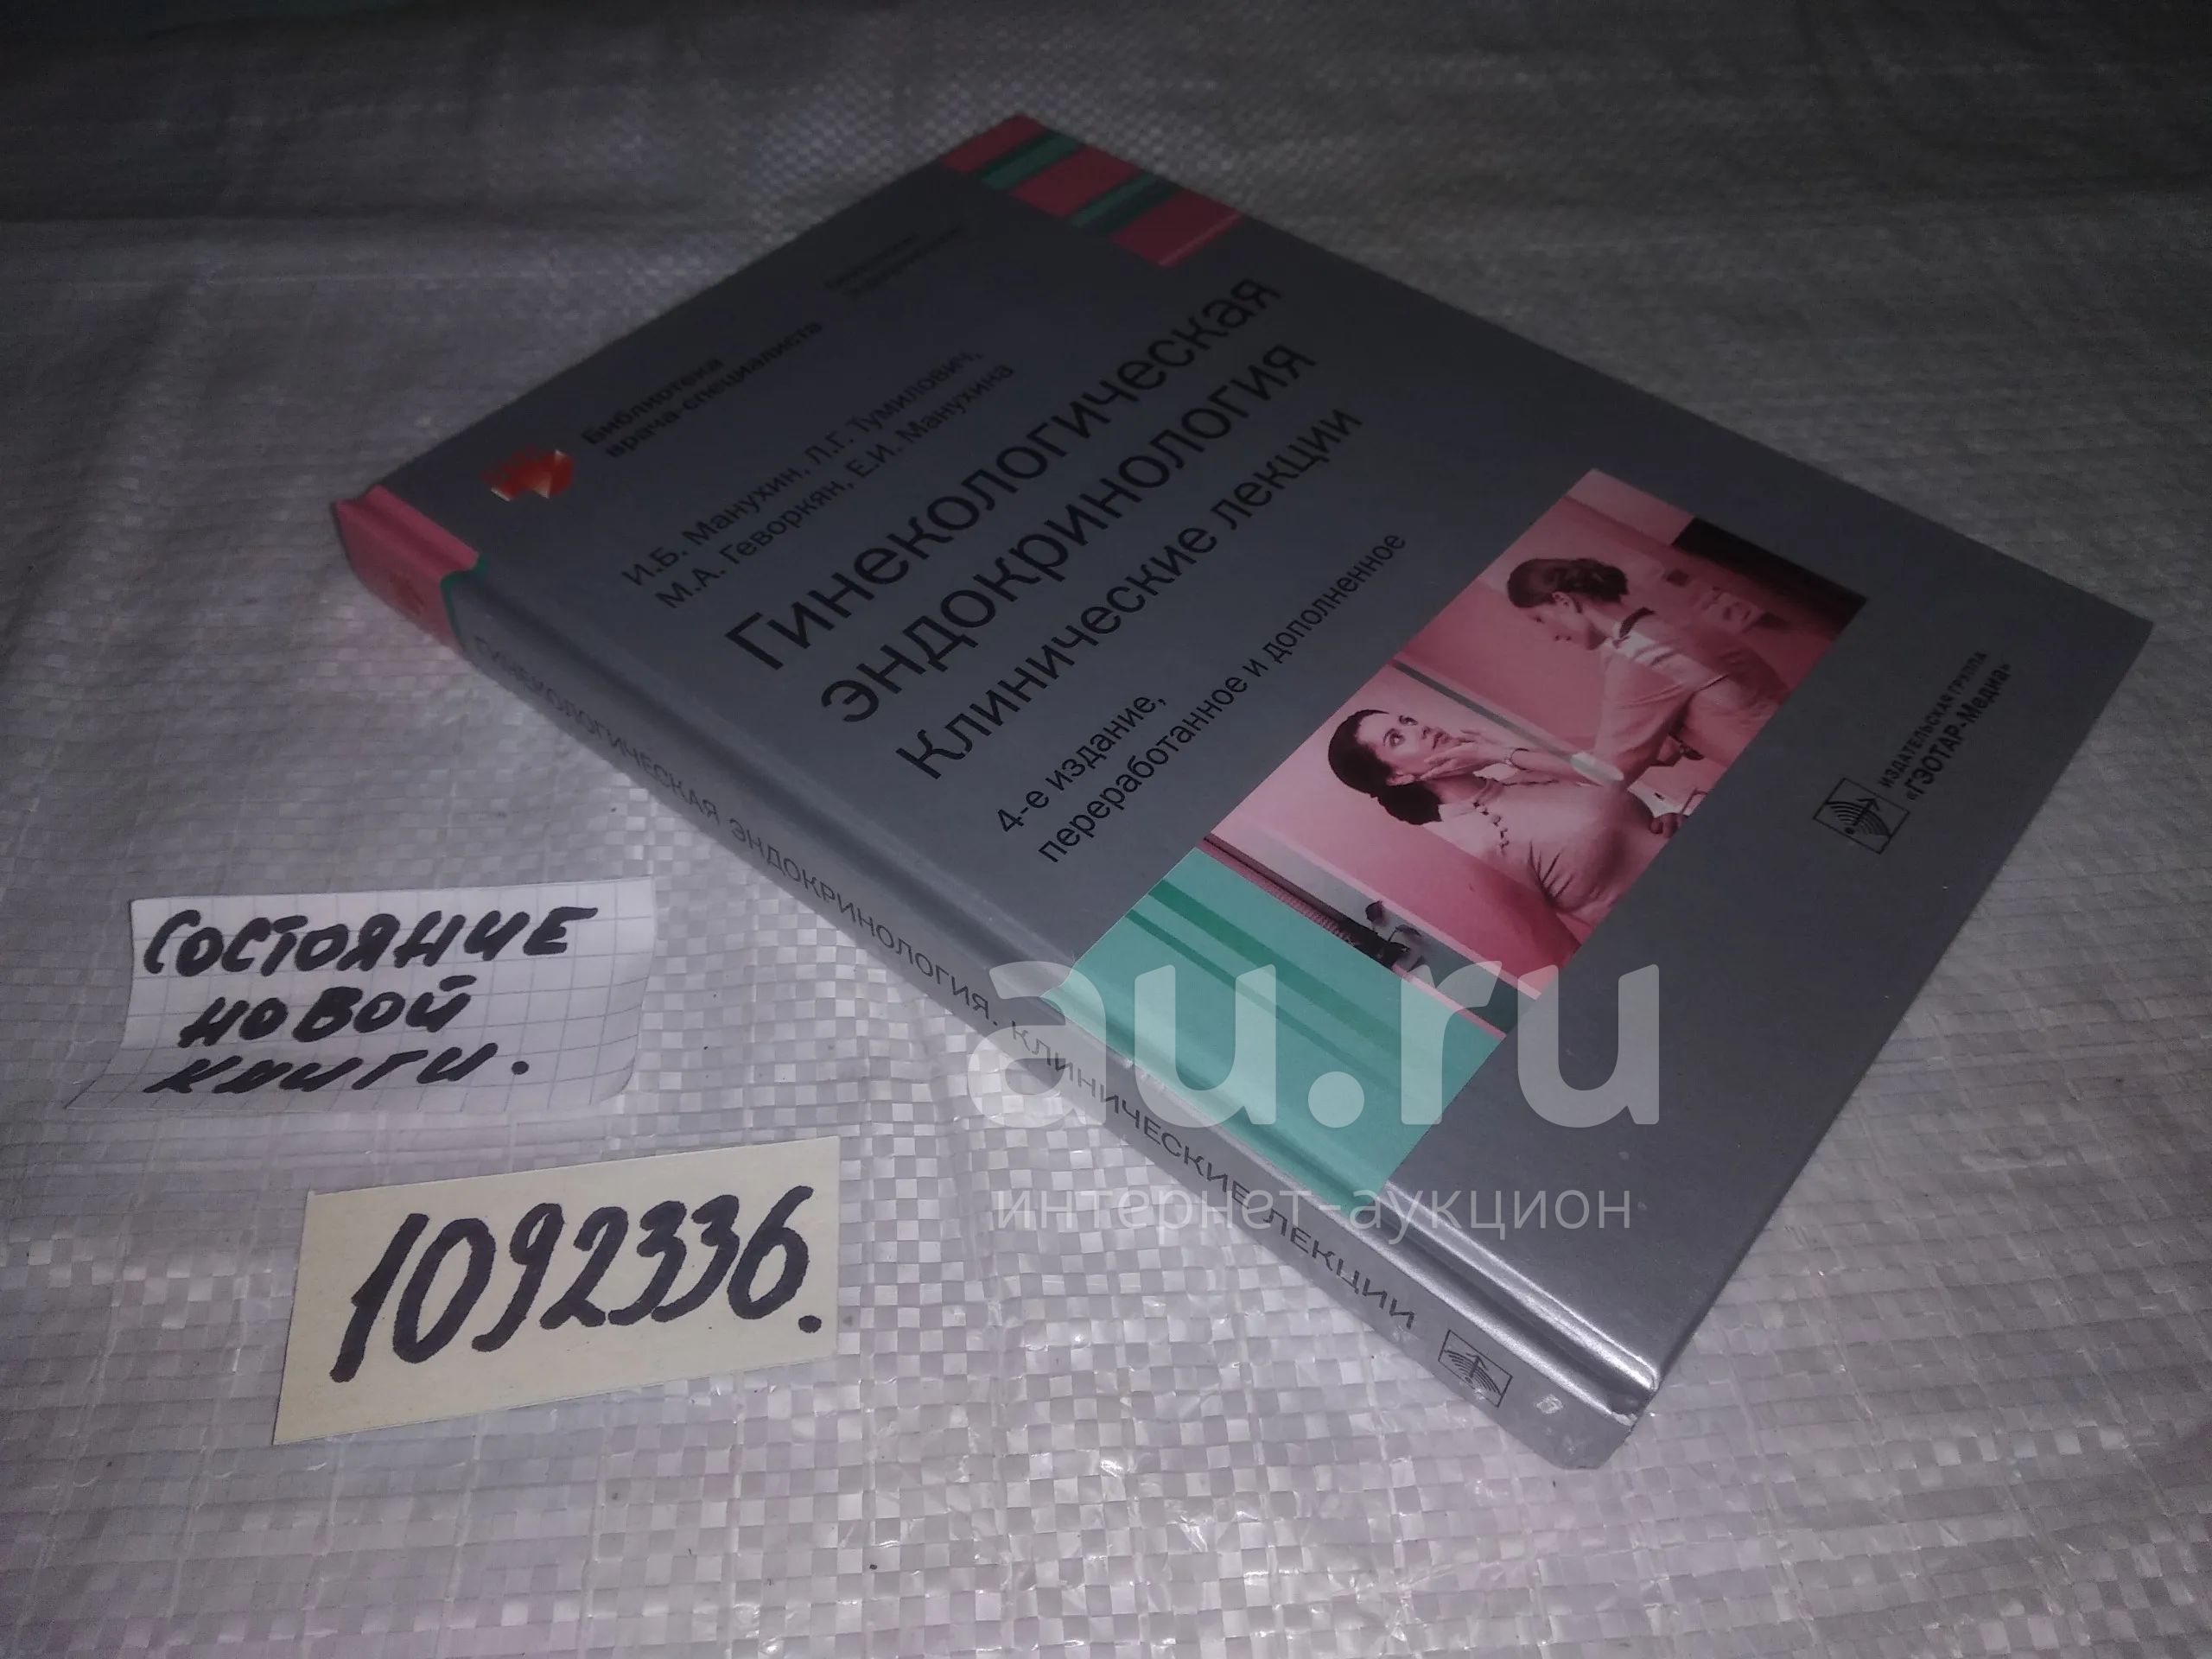 Библиотека
врача-специалиста
И.Б. Манухин, Л.Г. Тумилович,
М.А. Геворкян, Е.И. Манухина
Гинекологическая
эндокринология
Клинические лекции
4-е издание,
переработанное и дополненное
ИЗДАТЕЛЬСКАЯ ГРУППА
«ГЭОТАР-Медиа»
ГИНЕКОЛОГИЧЕСКАЯ ЭНДОКРИНОЛОГИЯ. КЛИНИЧЕСКИЕ ЛЕКЦИИ
СОСТОЯНИЕ
НОВОЙ
КНИГИ.
1092336.
au.ru
интернет-аукцион